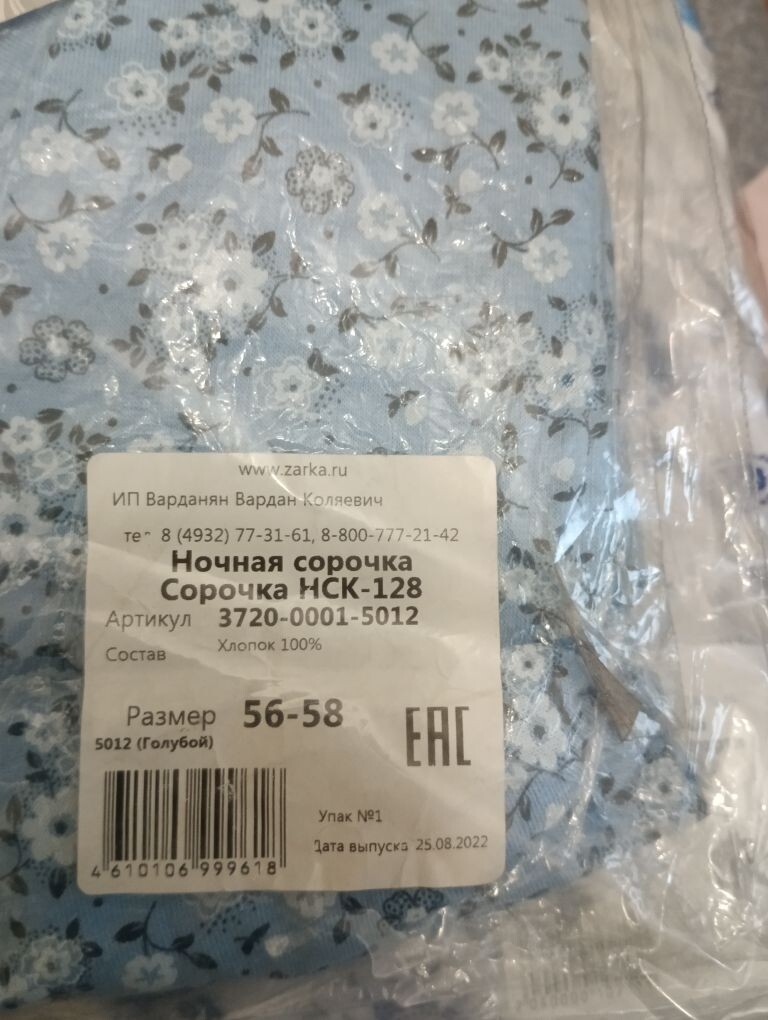 www.zarka.ru
ИП Варданян Вардан Коляевич
тел 8 (4932) 77-31-61, 8-800-777-21-42
Ночная сорочка
Сорочка НСК-128
Артикул 3720-0001-5012
Состав Хлопок 100%
Размер 56-58
5012 (Голубой)
EAC
Упак №1
Дата выпуска 25.08.2022
4 610106 999618